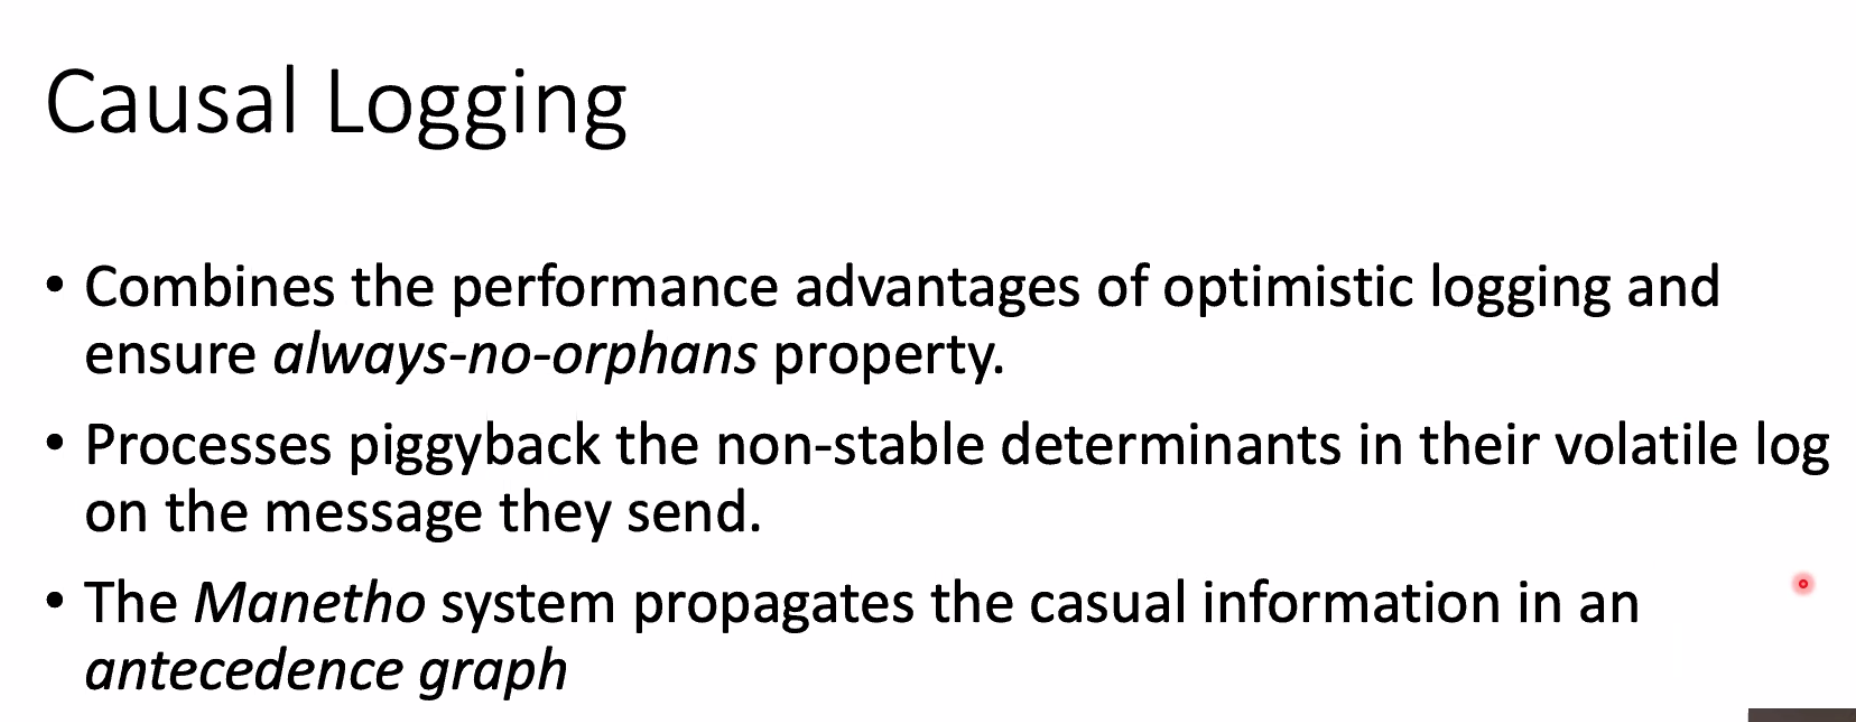 Causal Logging
• Combines the performance advantages of optimistic logging and
ensure always-no-orphans property.
• Processes piggyback the non-stable determinants in their volatile log
on the message they send.
• The Manetho system propagates the casual information in an
antecedence graph